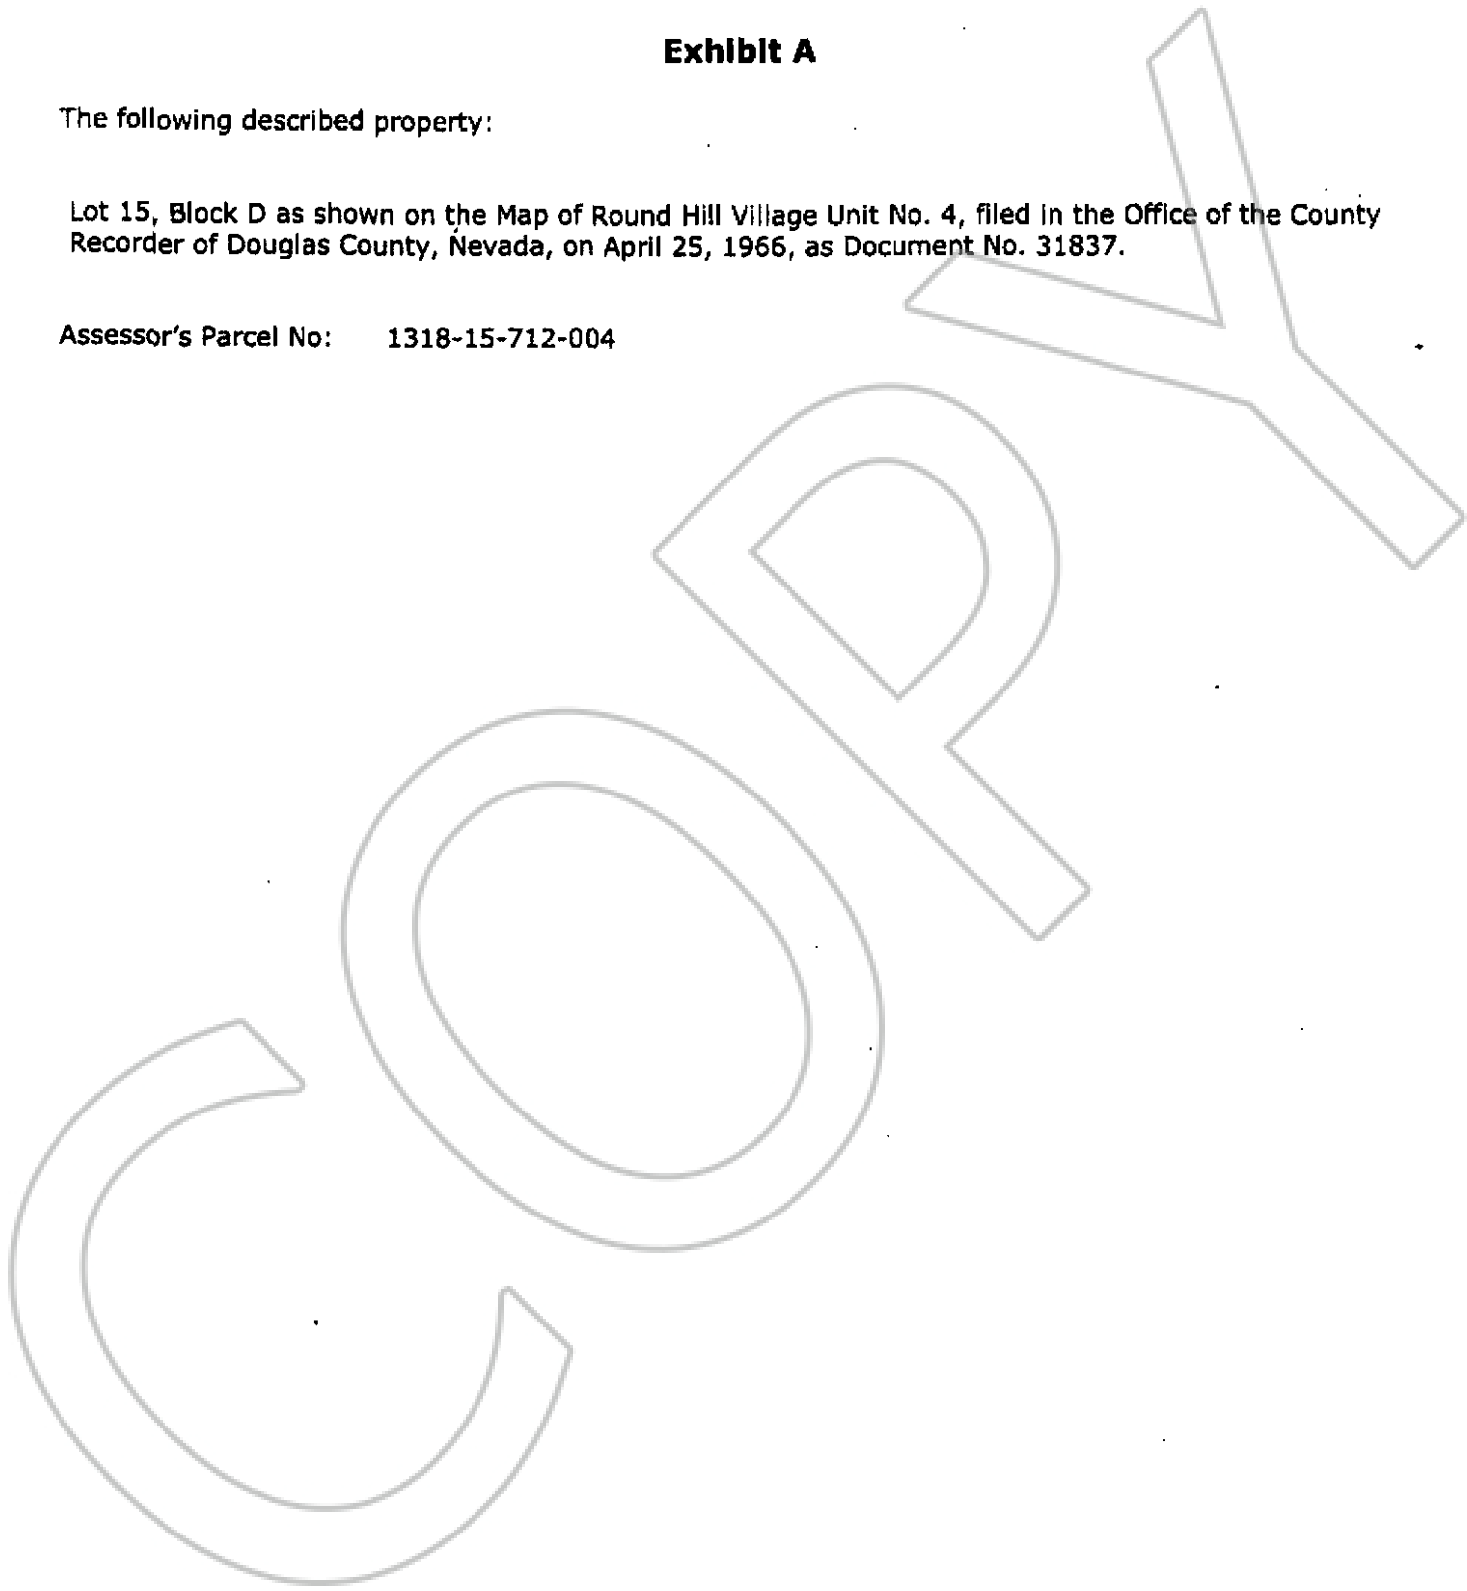 Exhibit A
The following described property:
Lot 15, Block D as shown on the Map of Round Hill Village Unit No. 4, filed in the Office of the County
Recorder of Douglas County, Nevada, on April 25, 1966, as Document No. 31837.
Assessor's Parcel No: 1318-15-712-004
COPY